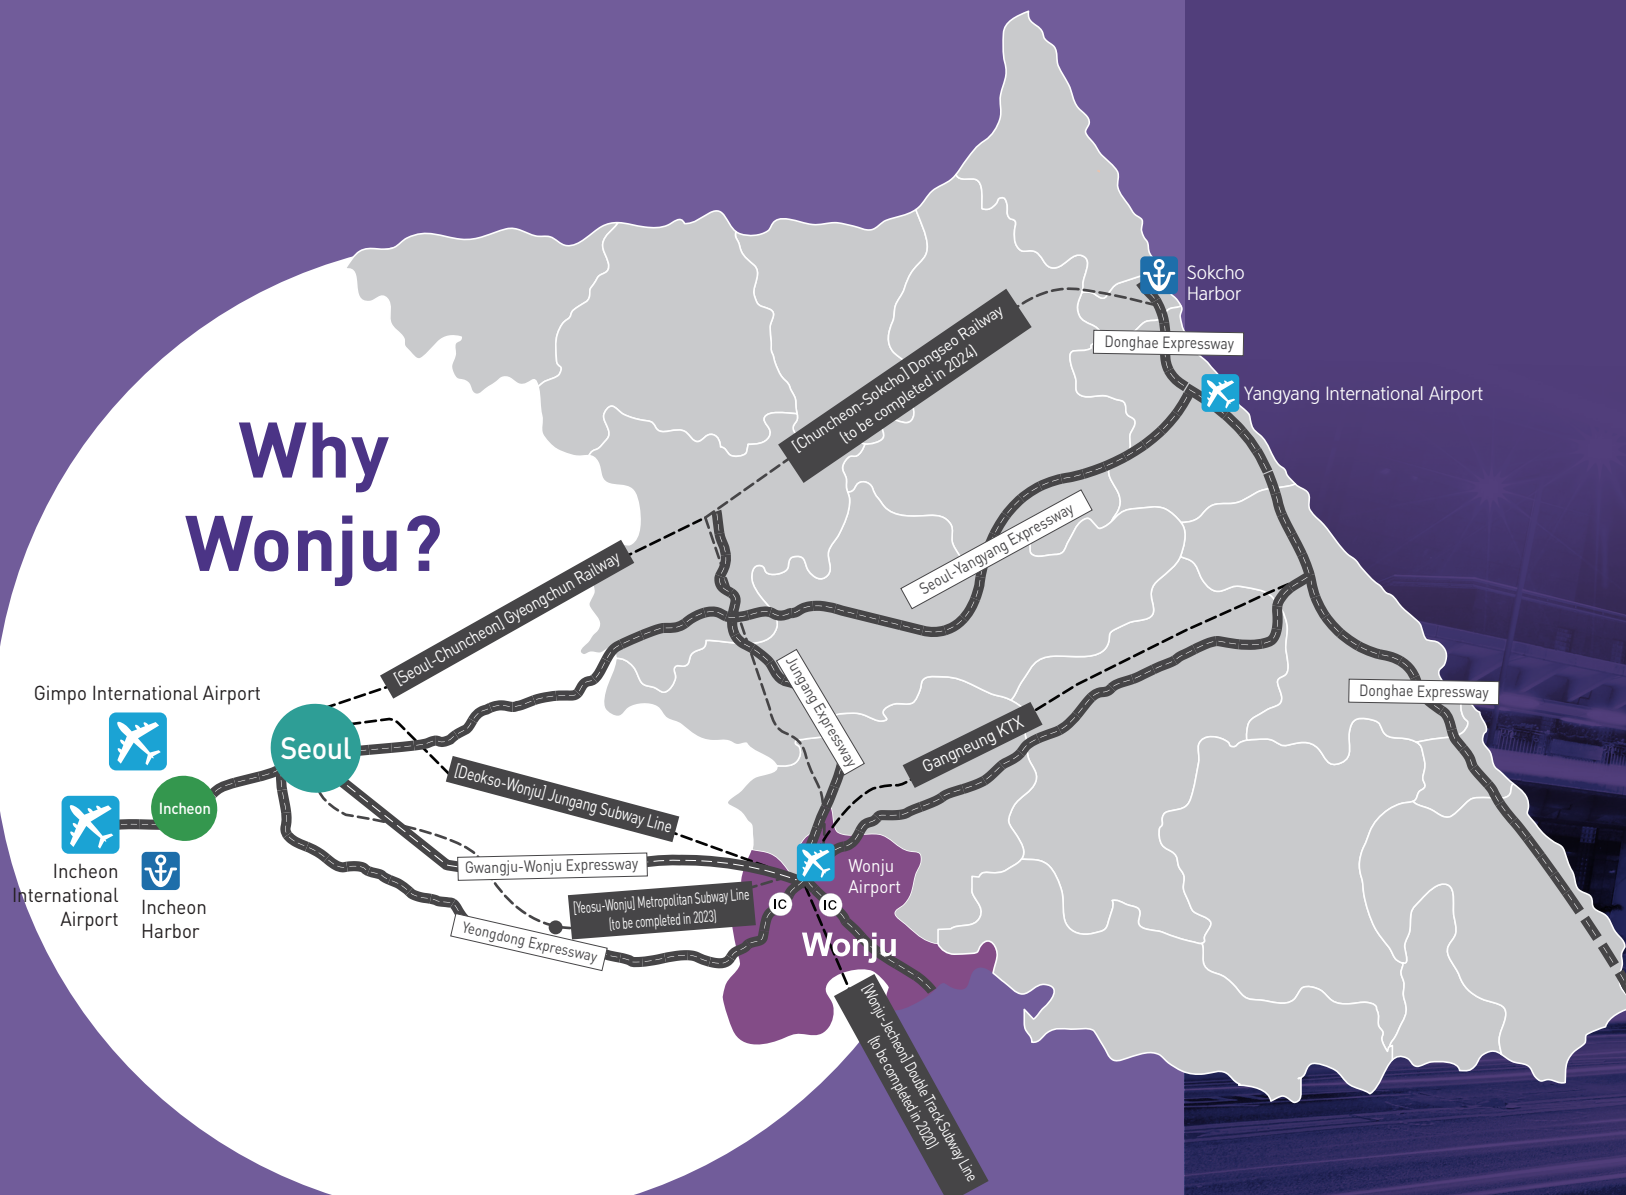 Why
Wonju?
Sokcho
Harbor
Donghae Expressway
Yangyang International Airport
[Chuncheon-Sokcho] Dongseo Railway
(to be completed in 2024)
Seoul-Yangyang Expressway
[Seoul-Chuncheon] Gyeongchun Railway
Gimpo International Airport
Seoul
Incheon
Incheon
International
Airport
Incheon
Harbor
Jungang Expressway
Gangneung KTX
Donghae Expressway
[Deokso-Wonju] Jungang Subway Line
Gwangju-Wonju Expressway
[Yeosu-Wonju] Metropolitan Subway Line
(to be completed in 2023)
Yeongdong Expressway
Wonju
Airport
IC
IC
Wonju
[Wonju-Jecheon] Double Track Subway Line
(to be completed in 2020)